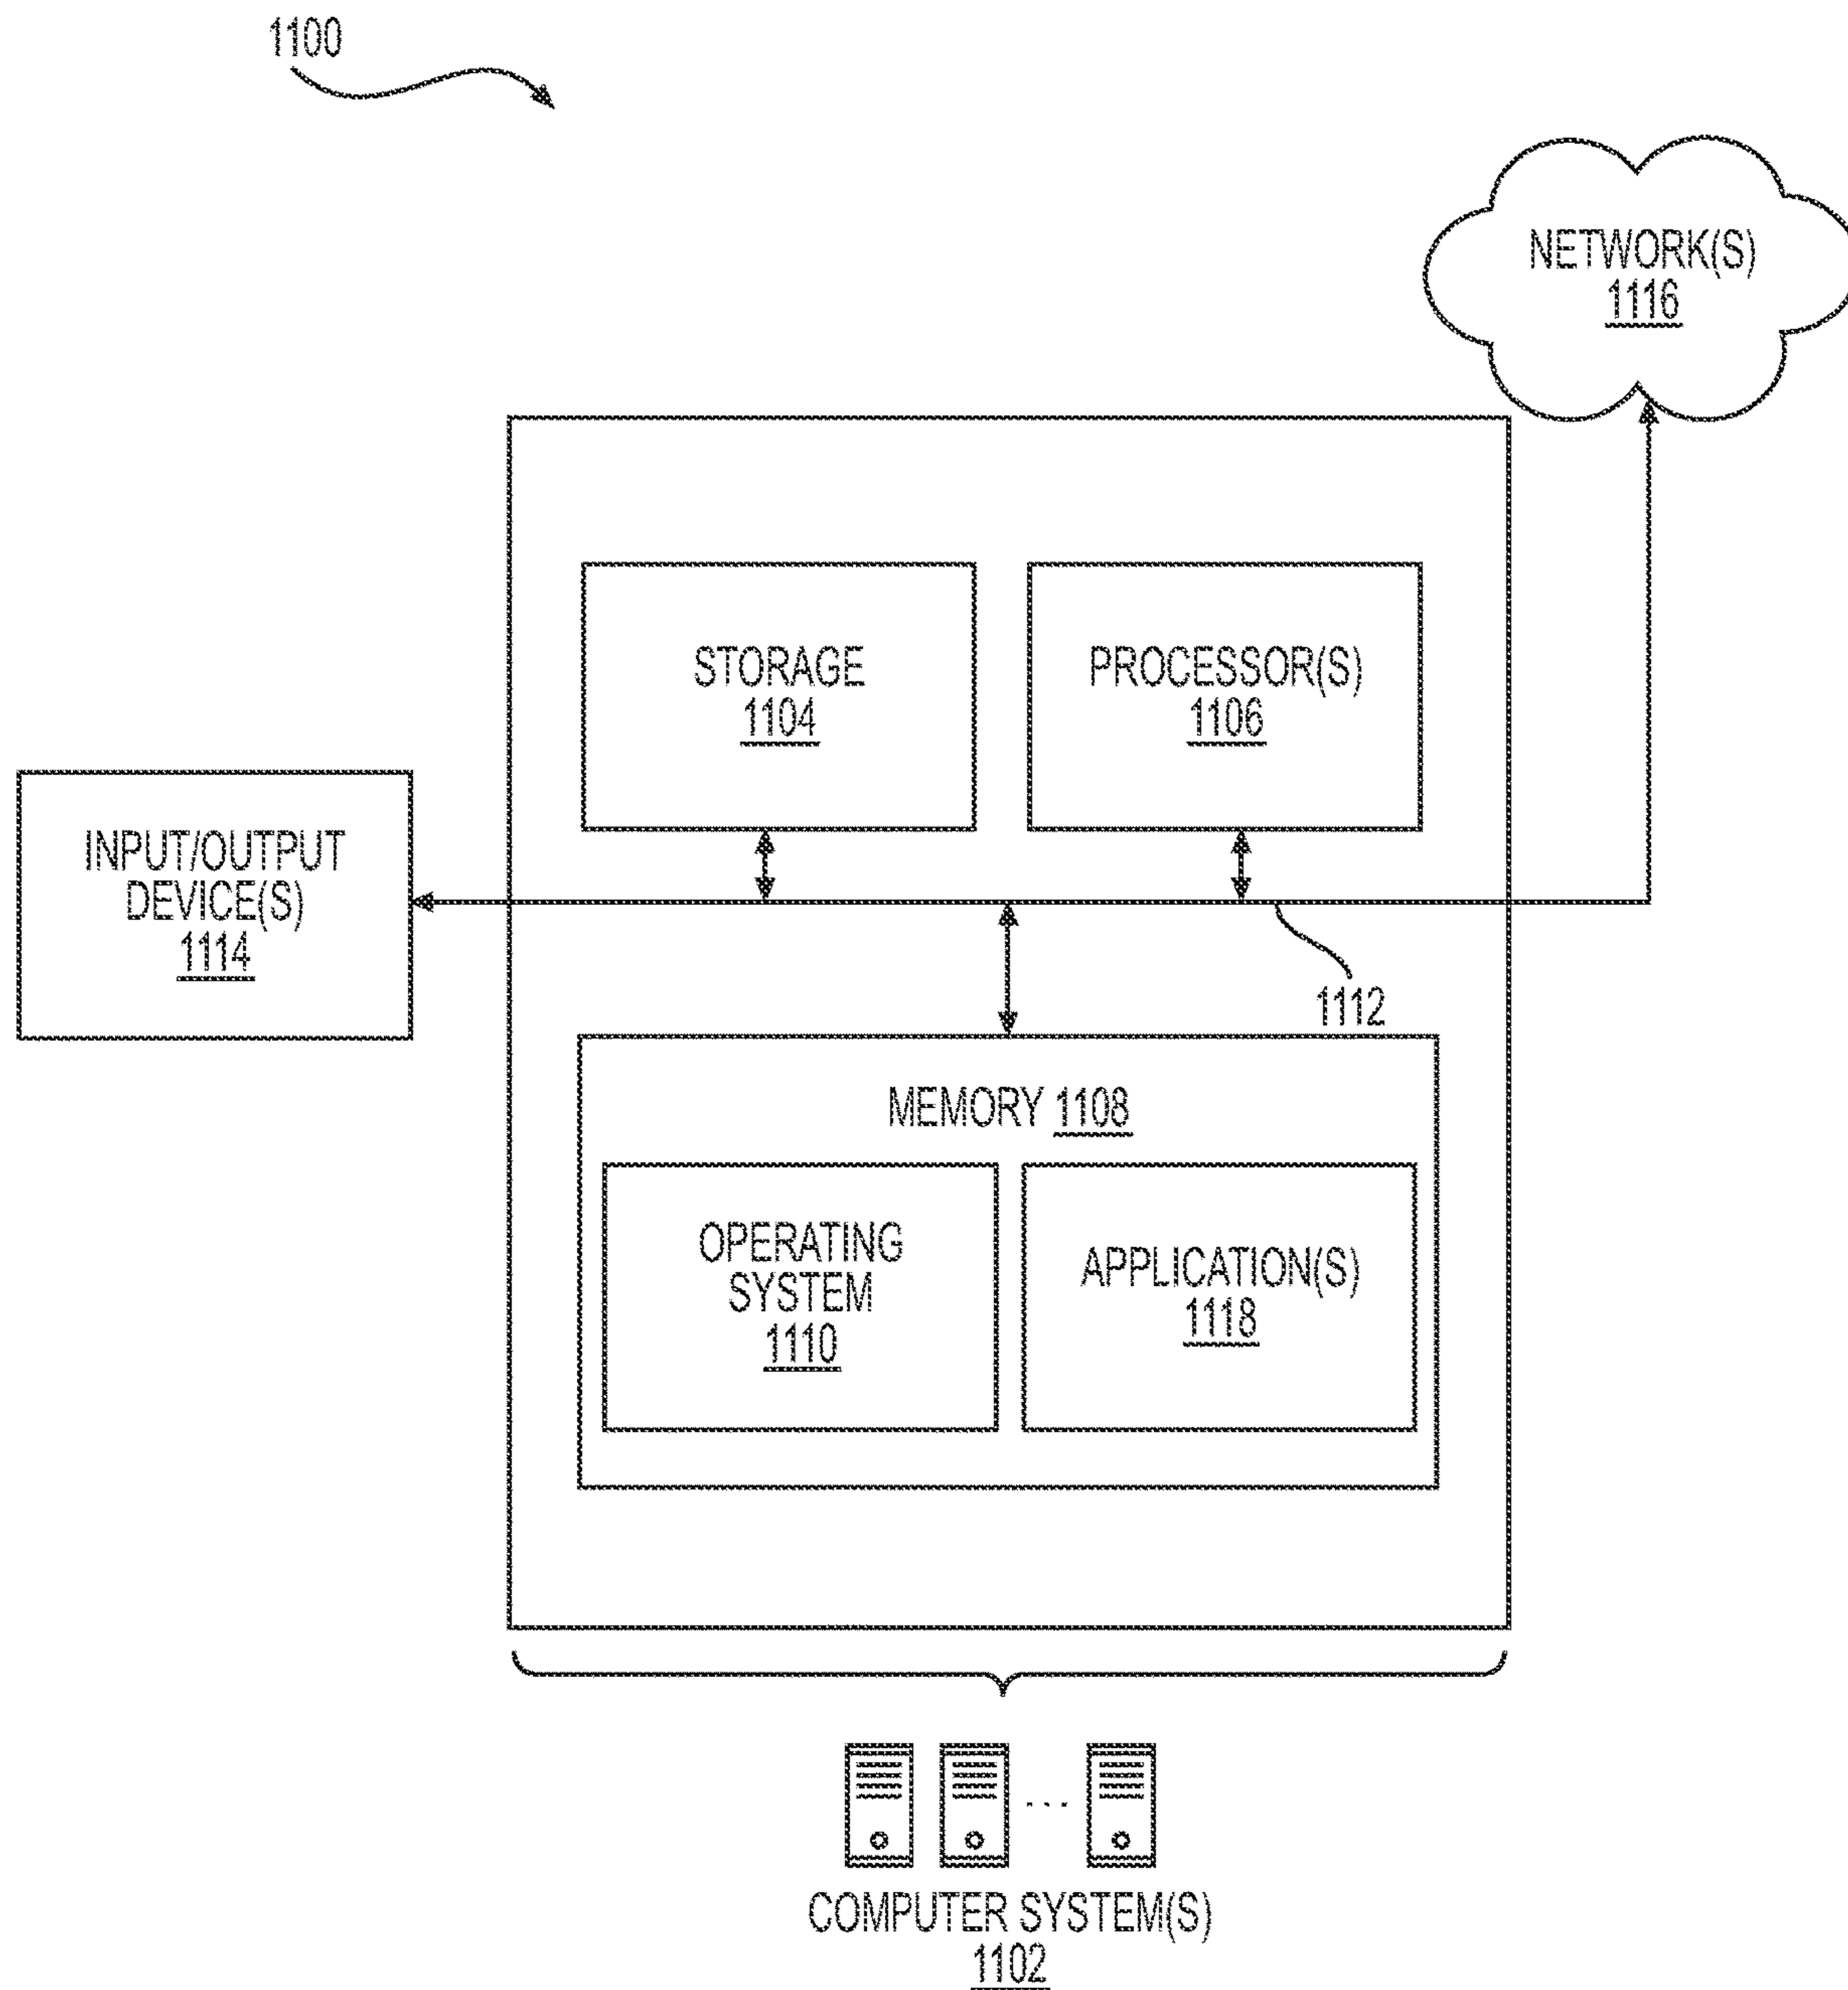 1100
NETWORK(S)
1116
STORAGE
1104
PROCESSOR(S)
1106
INPUT/OUTPUT
DEVICE(S)
1114
1112
MEMORY 1108
OPERATING
SYSTEM
1110
APPLICATION(S)
1118
COMPUTER SYSTEM(S)
1102